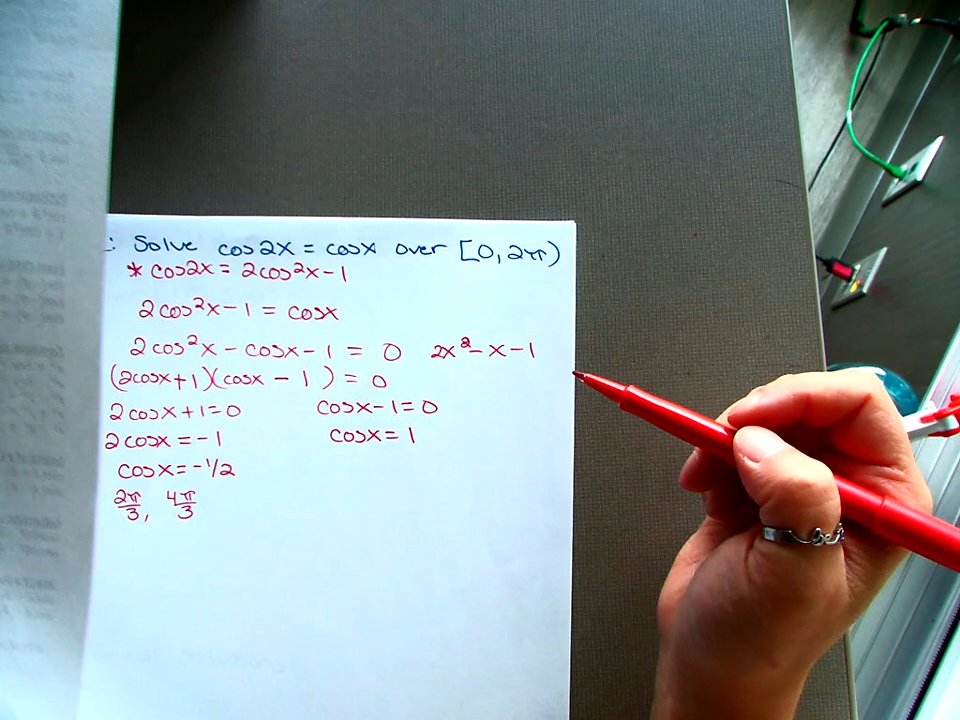 : Solve cos2x = cosx over [0, 2π)
* cos2x = 2cos²x-1
2cos²x-1 = cosx
2cos²x - cosx - 1 = 0 2x² - x - 1
(2cosx+1)(cosx - 1) = 0
2cosx+1=0 cosx-1=0
2cosx = -1 cosx = 1
cosx = -1/2
2π/3, 4π/3